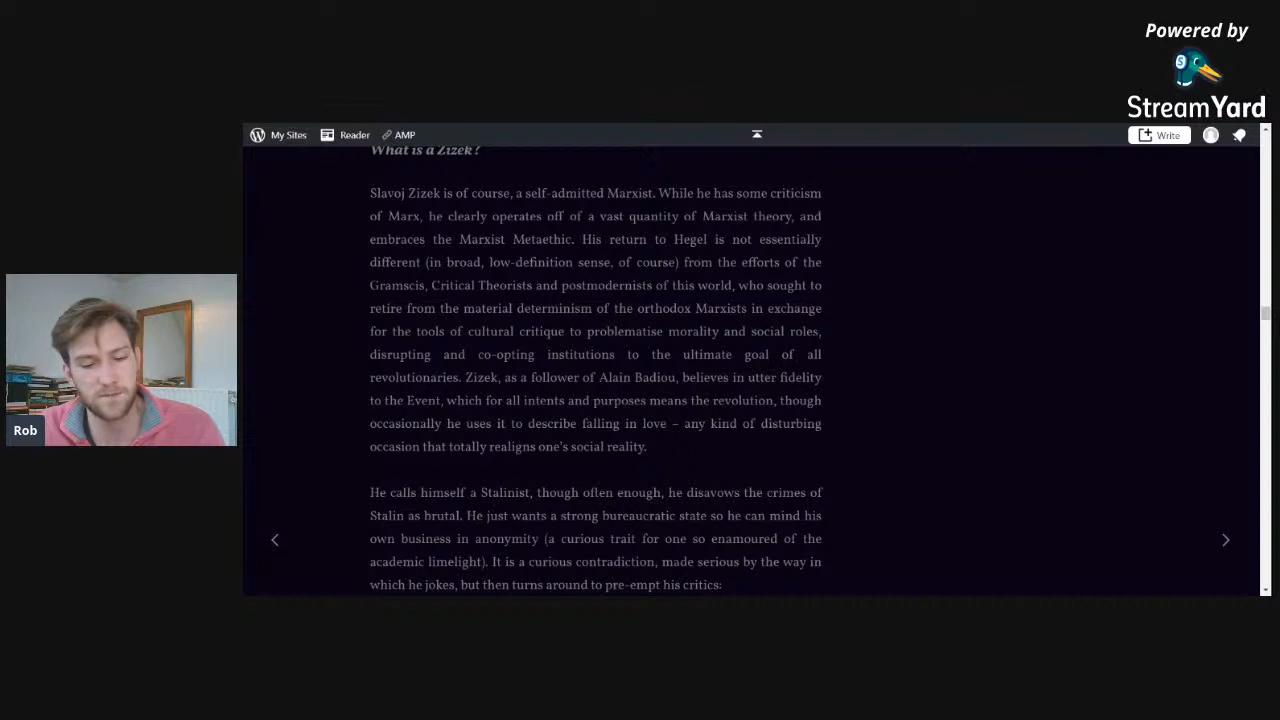 Powered by
StreamYard
My Sites
Reader
AMP
Write
What is a Zizek?
Slavoj Zizek is of course, a self-admitted Marxist. While he has some criticism
of Marx, he clearly operates off of a vast quantity of Marxist theory, and
embraces the Marxist Metaethic. His return to Hegel is not essentially
different (in broad, low-definition sense, of course) from the efforts of the
Gramscis, Critical Theorists and postmodernists of this world, who sought to
retire from the material determinism of the orthodox Marxists in exchange
for the tools of cultural critique to problematise morality and social roles,
disrupting and co-opting institutions to the ultimate goal of all
revolutionaries. Zizek, as a follower of Alain Badiou, believes in utter fidelity
to the Event, which for all intents and purposes means the revolution, though
occasionally he uses it to describe falling in love – any kind of disturbing
occasion that totally realigns one's social reality.
He calls himself a Stalinist, though often enough, he disavows the crimes of
Stalin as brutal. He just wants a strong bureaucratic state so he can mind his
own business in anonymity (a curious trait for one so enamoured of the
academic limelight). It is a curious contradiction, made serious by the way in
which he jokes, but then turns around to pre-empt his critics:
Rob